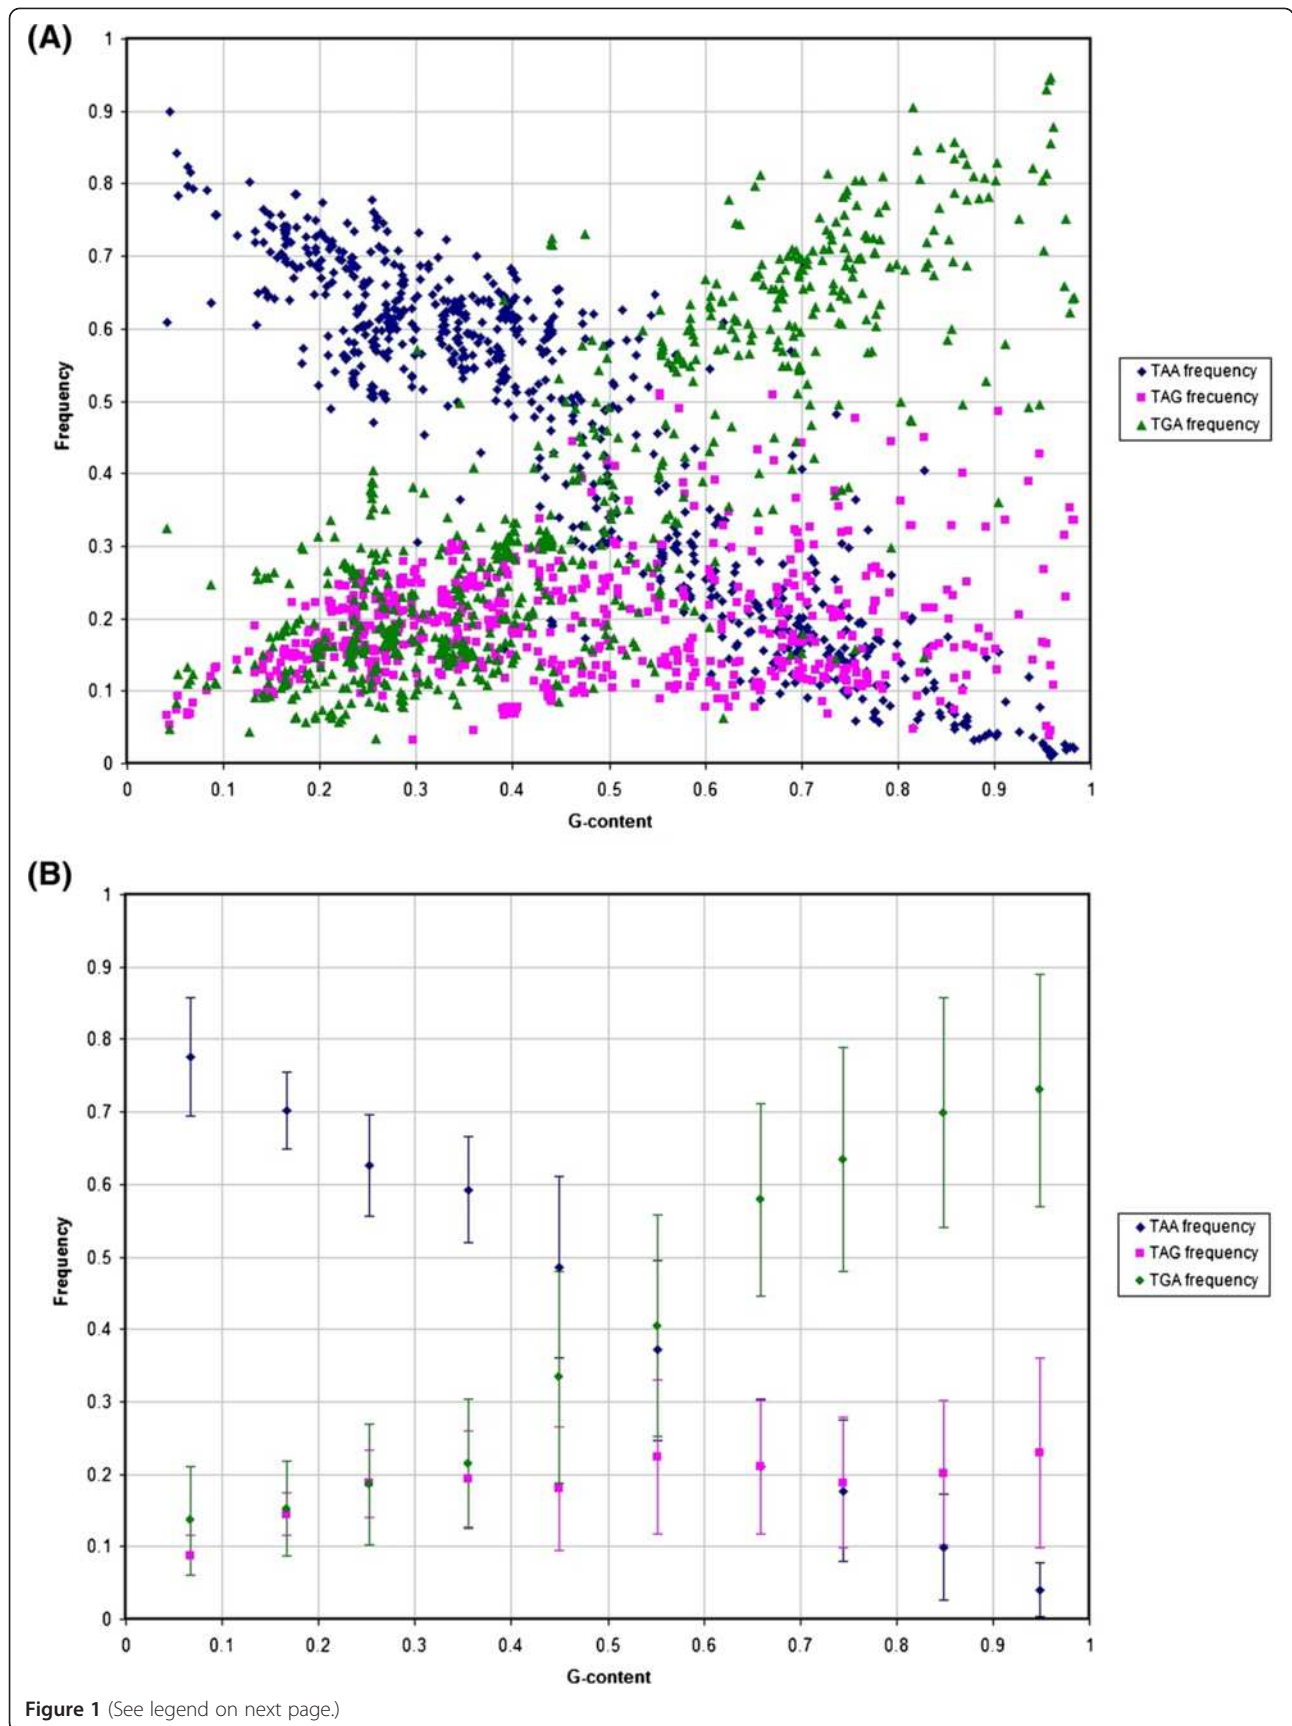 (A)
1
0.9
0.8
0.7
0.6
0.5
0.4
0.3
0.2
0.1
0
Frequency
0 0.1 0.2 0.3 0.4 0.5 0.6 0.7 0.8 0.9 1
G-content
TAA frequency
TAG frecuency
TGA frequency
(B)
1
0.9
0.8
0.7
0.6
0.5
0.4
0.3
0.2
0.1
0
Frequency
0 0.1 0.2 0.3 0.4 0.5 0.6 0.7 0.8 0.9 1
G-content
TAA frequency
TAG frequency
TGA frequency
Figure 1 (See legend on next page.)